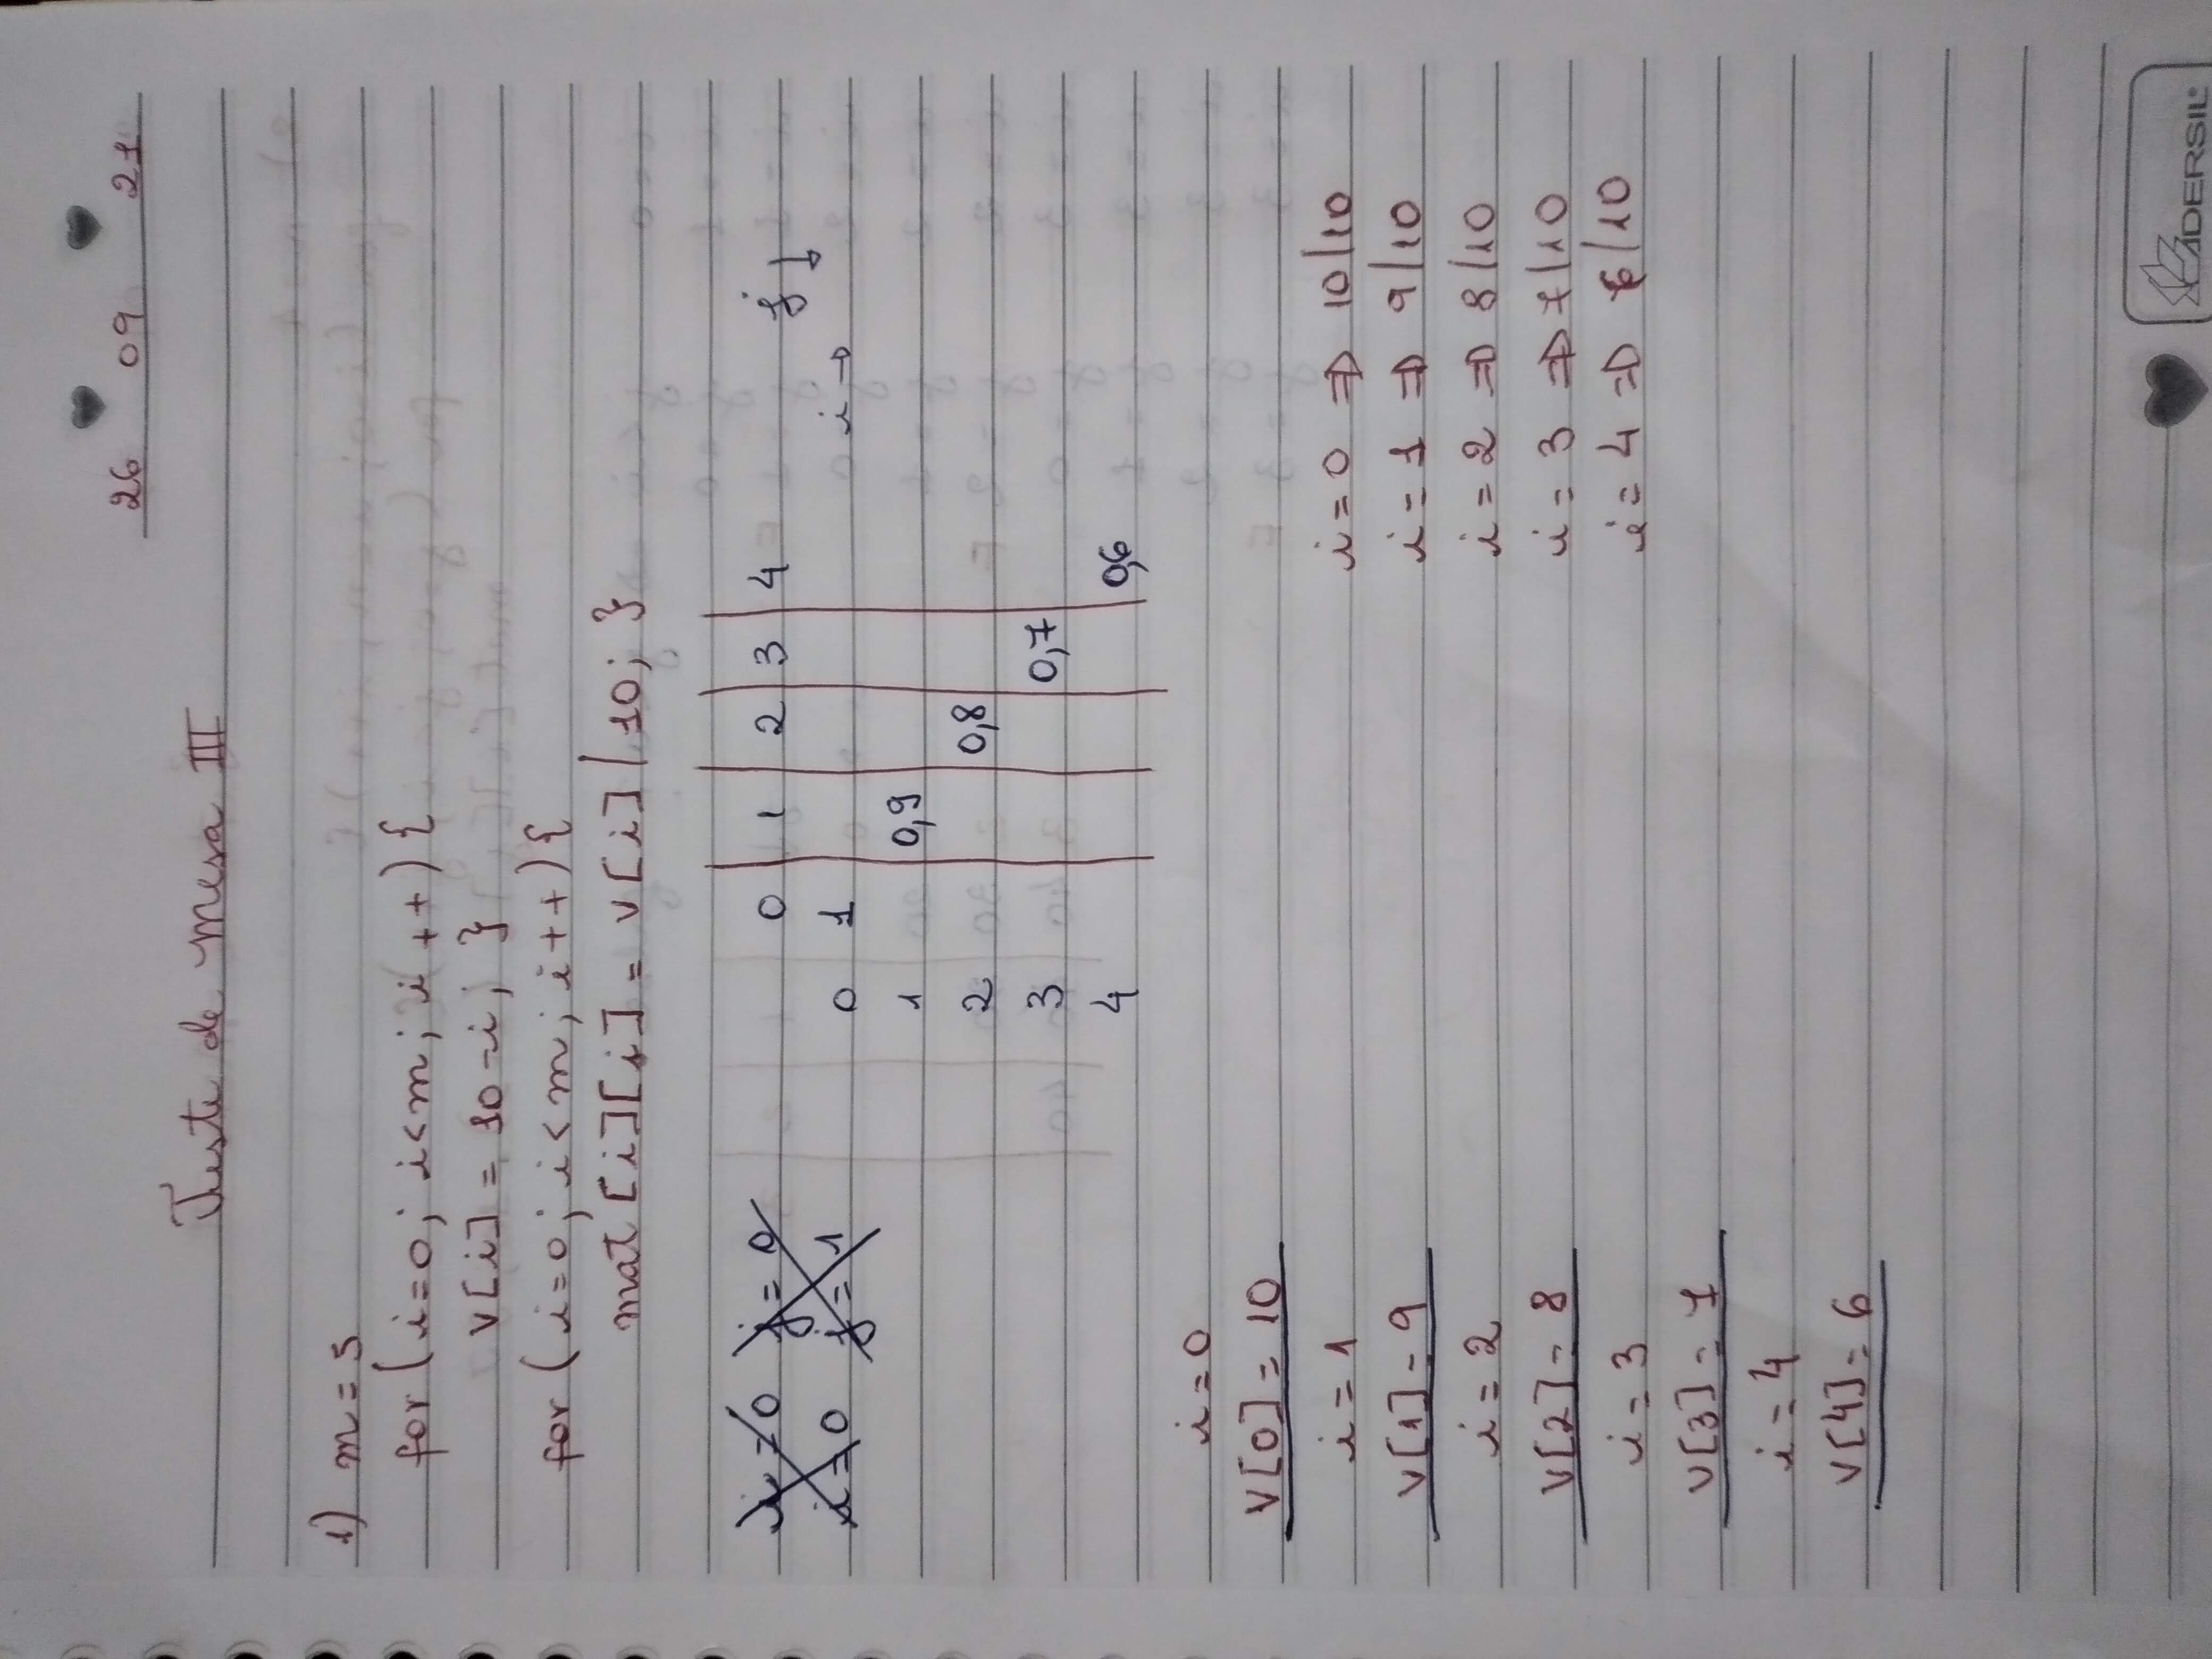 26 09 21
Teste de Mesa III
1) m = 5
for (i=0; i<m; i++){
v[i] = 10-i; }
for (i=0; i<m; i++){
mat [i][i] = v[i] / 10; }
i=0 j=0 0 1 2 3 4 j↓
i=0 j=1 0 1 i→
1 0,9
2 0,8
3 0,7
4 0,6
i=0
v[0] = 10
i = 1 i = 0 ⇒ 10/10
v[1] = 9 i = 1 ⇒ 9/10
i = 2 i = 2 ⇒ 8/10
v[2] = 8 i = 3 ⇒ 7/10
i = 3 i = 4 ⇒ 6/10
v[3] = 7
i = 4
v[4] = 6
ADERSIL